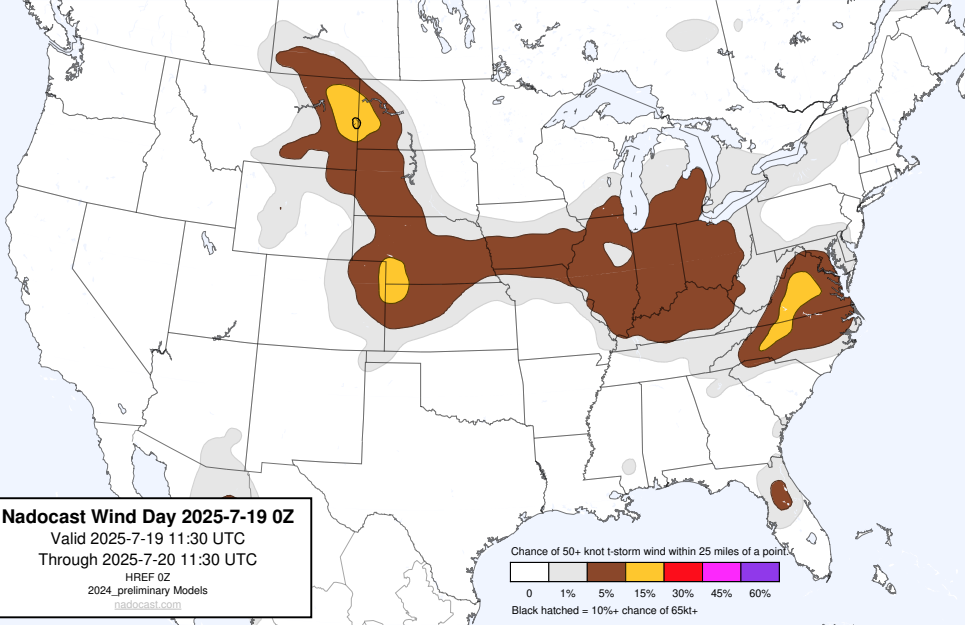 Nadocast Wind Day 2025-7-19 0Z
Valid 2025-7-19 11:30 UTC
Through 2025-7-20 11:30 UTC
HREF 0Z
2024_preliminary Models
nadocast.com
Chance of 50+ knot t-storm wind within 25 miles of a point.
0 1% 5% 15% 30% 45% 60%
Black hatched = 10%+ chance of 65kt+